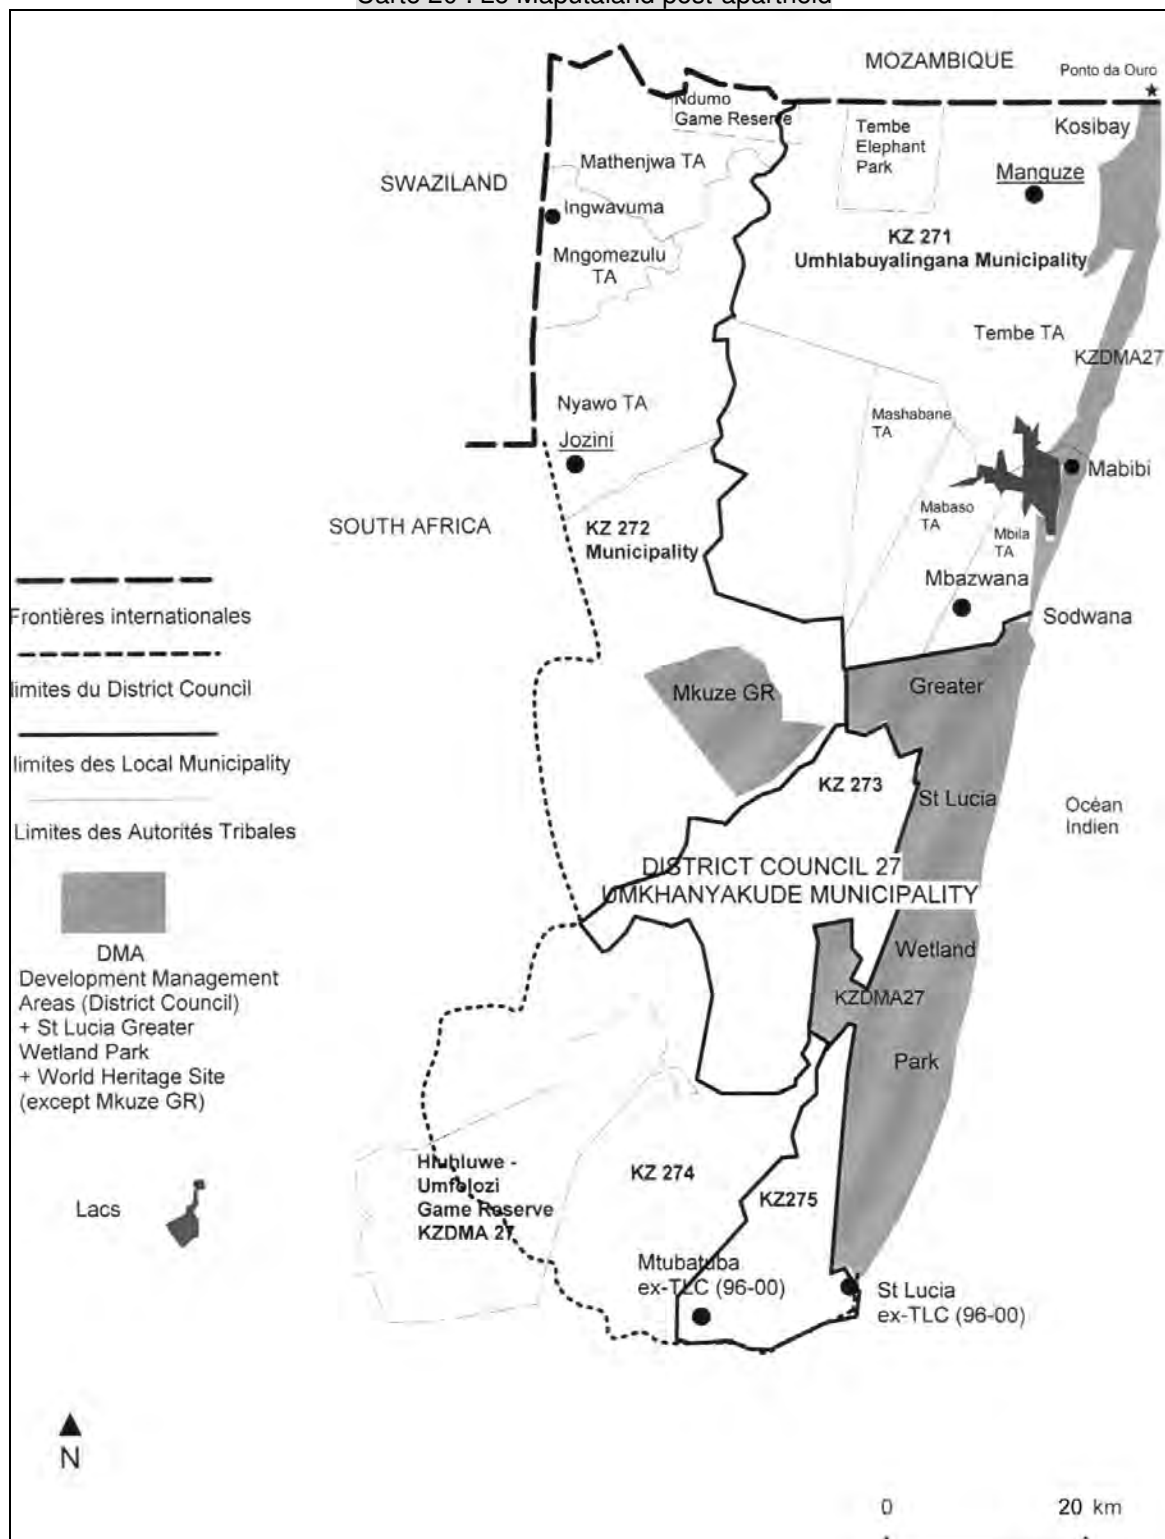 Carte 20 : Le Maputaland post-apartheid
MOZAMBIQUE
Ponto da Ouro
Ndumo
Game Reserve
Tembe
Elephant
Park
Kosibay
Mathenjwa TA
SWAZILAND
Manguze
Ingwavuma
KZ 271
Umhlabuyalingana Municipality
Mngomezulu
TA
Tembe TA
KZDMA27
Nyawo TA
Mashabane
TA
Jozini
Mabibi
Mabaso
TA
SOUTH AFRICA
KZ 272
Municipality
Mbila
TA
Mbazwana
Sodwana
Frontières internationales
limites du District Council
Mkuze GR
Greater
limites des Local Municipality
KZ 273
St Lucia
Océan
Indien
Limites des Autorités Tribales
DISTRICT COUNCIL 27
UMKHANYAKUDE MUNICIPALITY
DMA
Development Management
Areas (District Council)
+ St Lucia Greater
Wetland Park
+ World Heritage Site
(except Mkuze GR)
Wetland
KZDMA27
Park
Hluhluwe -
Umfolozi
Game Reserve
KZDMA 27
KZ 274
KZ275
Lacs
Mtubatuba
ex-TLC (96-00)
St Lucia
ex-TLC (96-00)
N
0 20 km